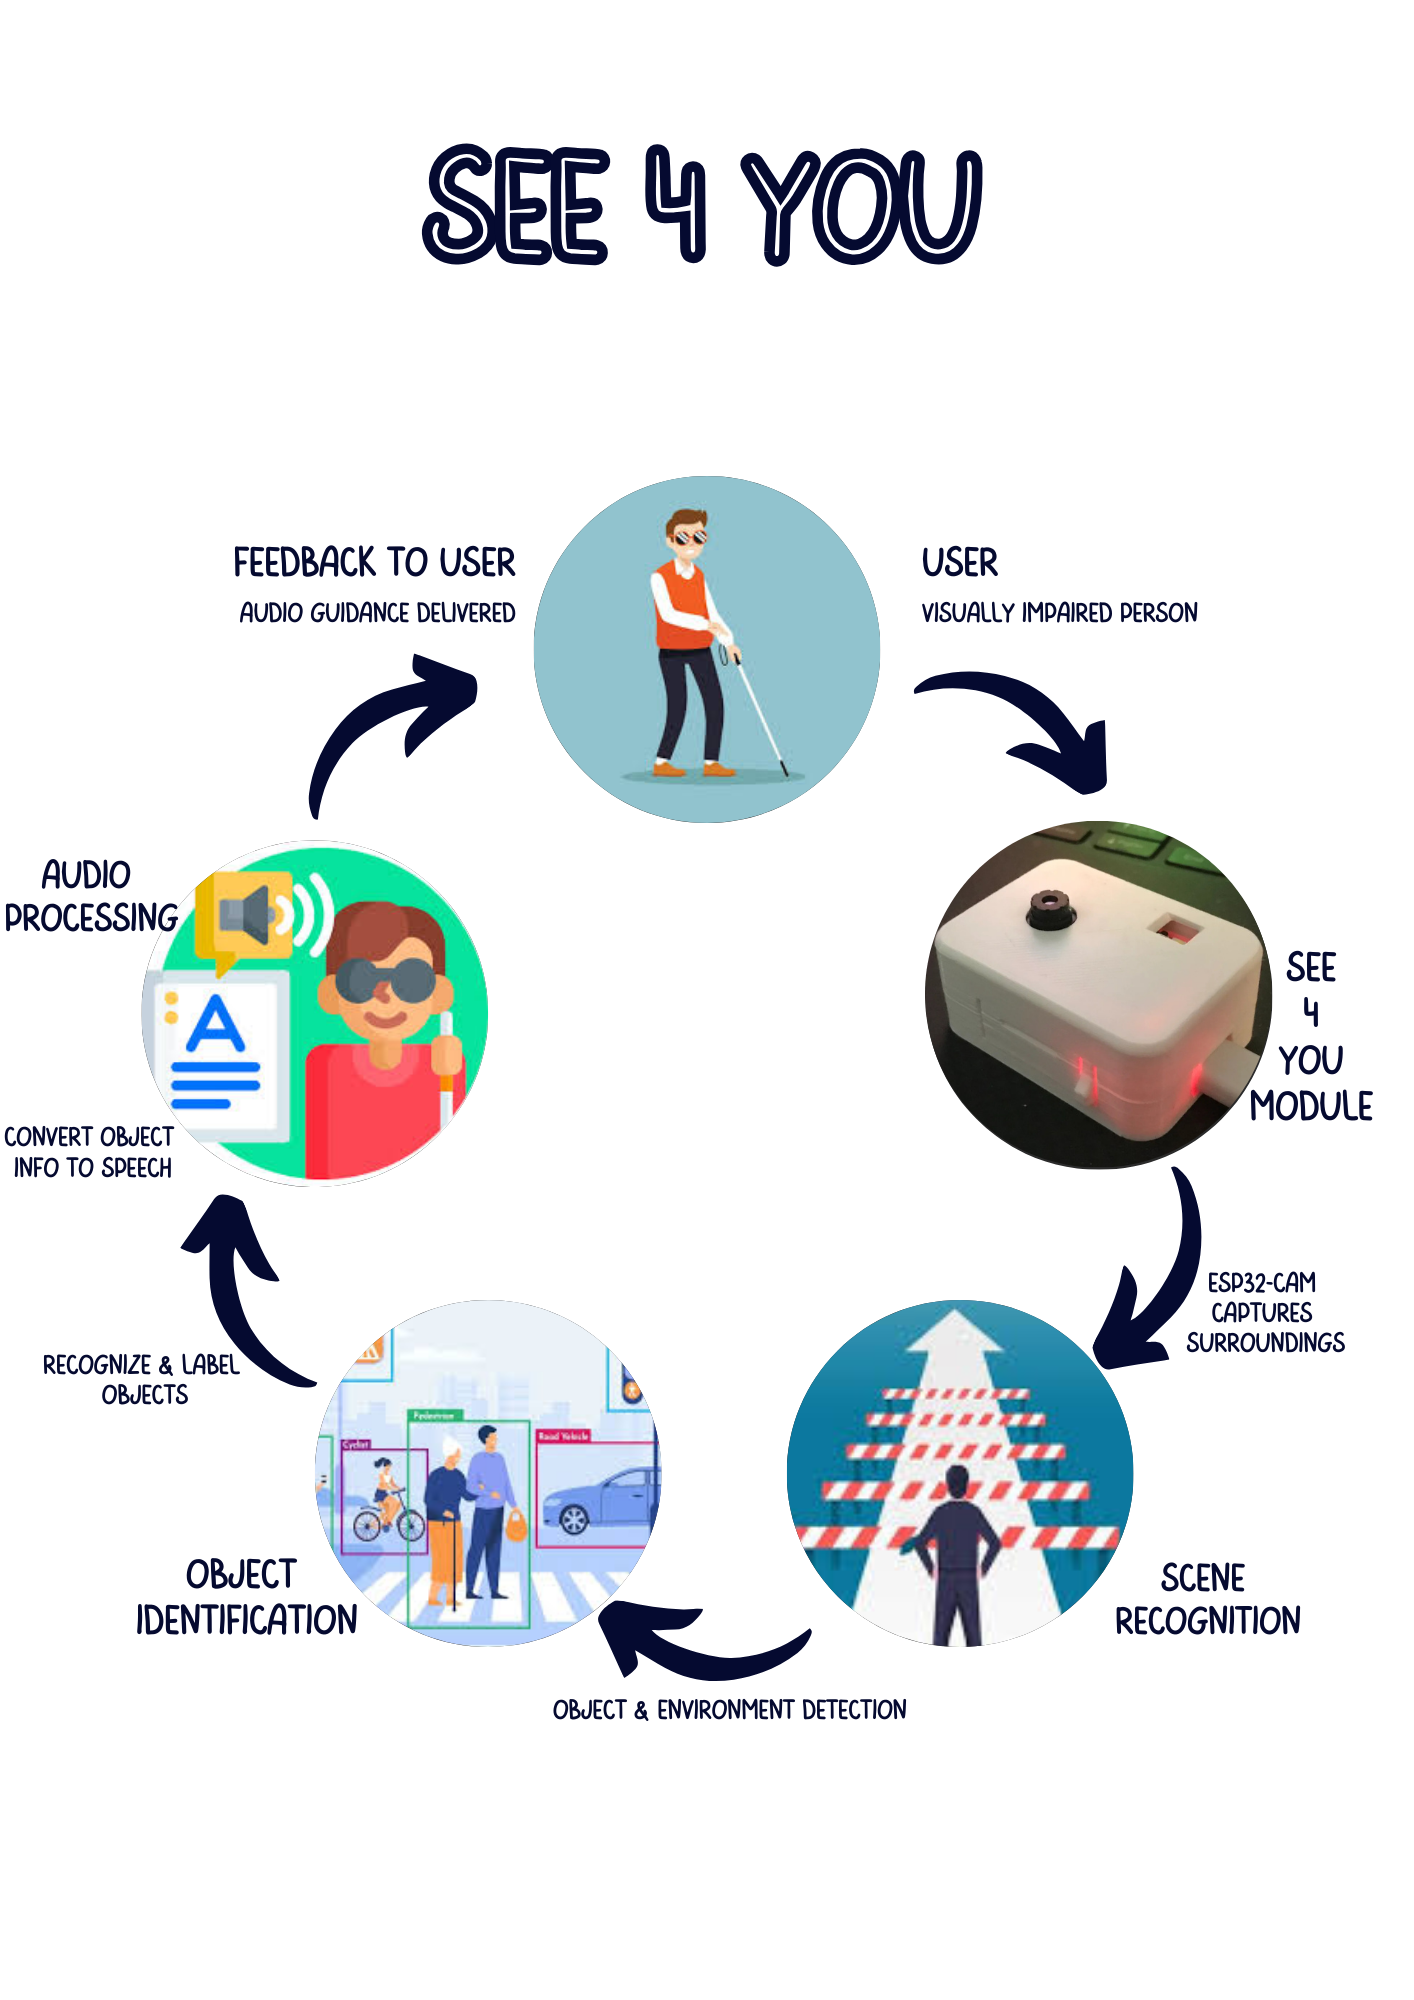 SEE 4 YOU
FEEDBACK TO USER
AUDIO GUIDANCE DELIVERED
USER
VISUALLY IMPAIRED PERSON
AUDIO
PROCESSING
A
CONVERT OBJECT
INFO TO SPEECH
SEE
4
YOU
MODULE
ESP32-CAM
CAPTURES
SURROUNDINGS
RECOGNIZE & LABEL
OBJECTS
Pedestrian
Cyclist
Road Vehicle
OBJECT
IDENTIFICATION
SCENE
RECOGNITION
OBJECT & ENVIRONMENT DETECTION